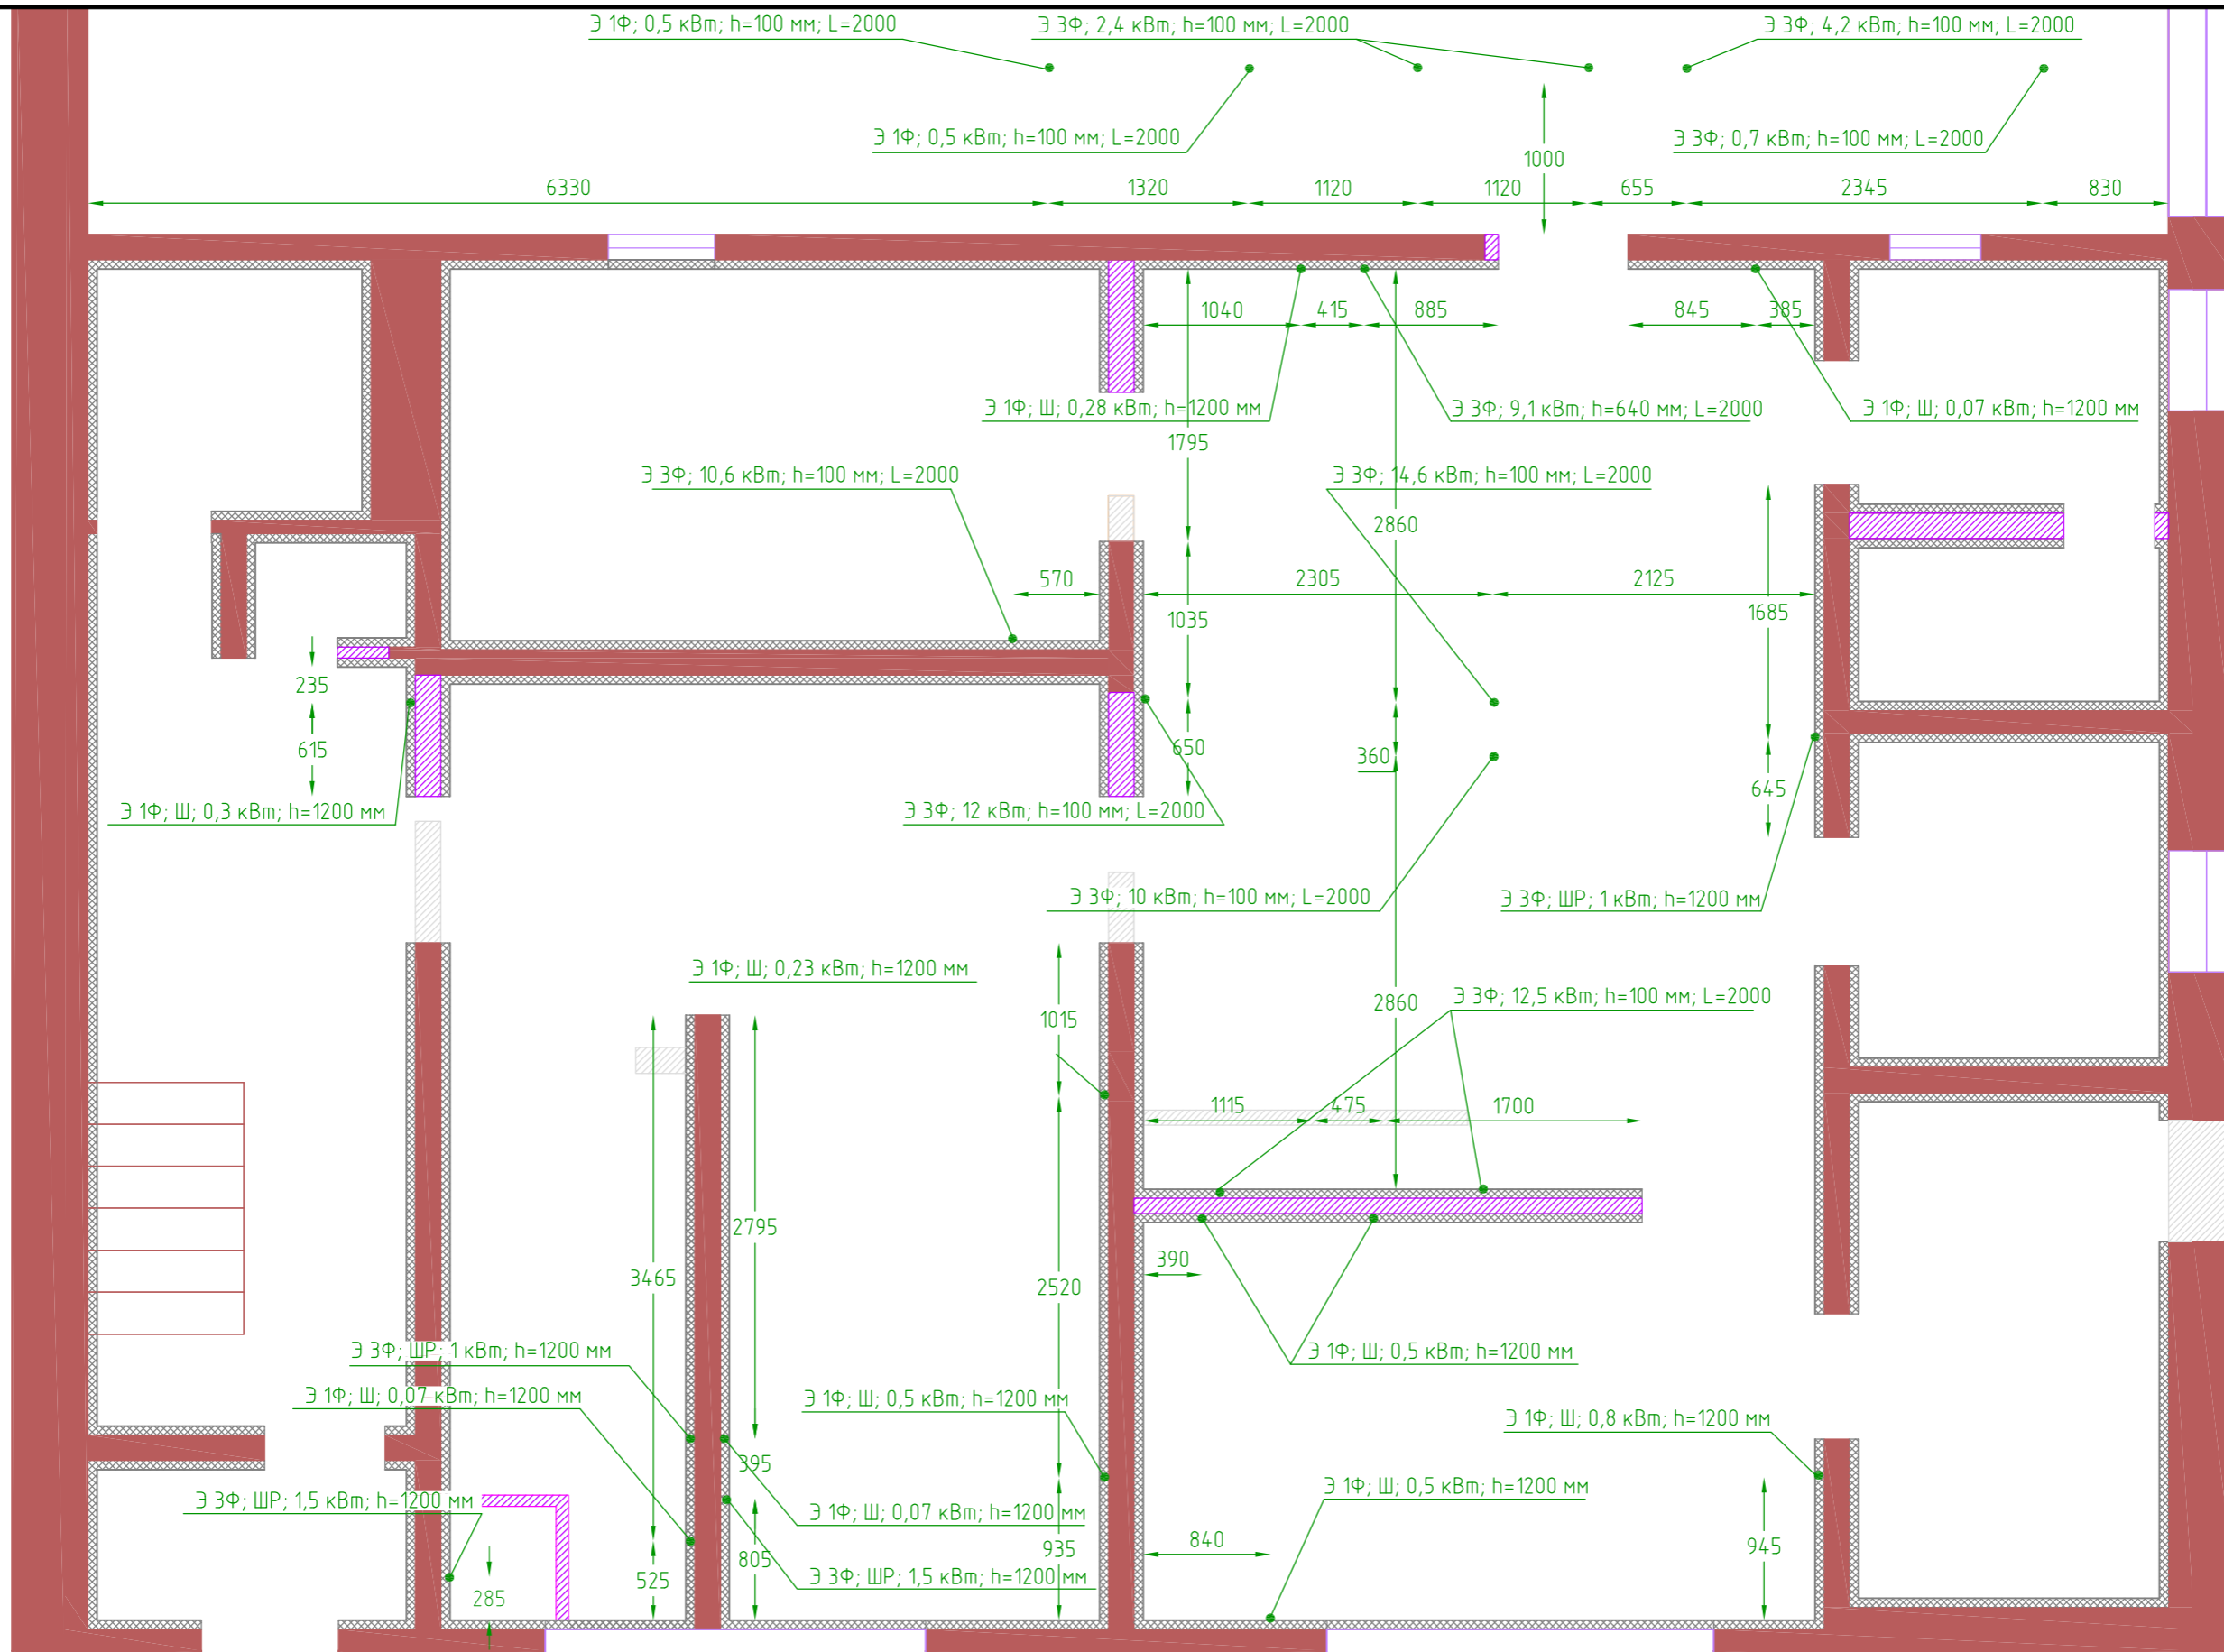 Э 1Ф; 0,5 кВт; h=100 мм; L=2000
Э 3Ф; 2,4 кВт; h=100 мм; L=2000
Э 3Ф; 4,2 кВт; h=100 мм; L=2000
Э 1Ф; 0,5 кВт; h=100 мм; L=2000
Э 3Ф; 0,7 кВт; h=100 мм; L=2000
1000
6330
1320
1120
1120
655
2345
830
1040
415
885
845
385
Э 1Ф; Ш; 0,28 кВт; h=1200 мм
Э 3Ф; 9,1 кВт; h=640 мм; L=2000
Э 1Ф; Ш; 0,07 кВт; h=1200 мм
1795
Э 3Ф; 10,6 кВт; h=100 мм; L=2000
Э 3Ф; 14,6 кВт; h=100 мм; L=2000
2860
570
2305
2125
1035
1685
235
615
650
360
645
Э 1Ф; Ш; 0,3 кВт; h=1200 мм
Э 3Ф; 12 кВт; h=100 мм; L=2000
Э 3Ф; 10 кВт; h=100 мм; L=2000
Э 3Ф; ШР; 1 кВт; h=1200 мм
Э 1Ф; Ш; 0,23 кВт; h=1200 мм
1015
2860
Э 3Ф; 12,5 кВт; h=100 мм; L=2000
1115
475
1700
2795
3465
2520
390
Э 3Ф; ШР; 1 кВт; h=1200 мм
Э 1Ф; Ш; 0,5 кВт; h=1200 мм
Э 1Ф; Ш; 0,07 кВт; h=1200 мм
Э 1Ф; Ш; 0,5 кВт; h=1200 мм
Э 1Ф; Ш; 0,8 кВт; h=1200 мм
395
Э 3Ф; ШР; 1,5 кВт; h=1200 мм
Э 1Ф; Ш; 0,07 кВт; h=1200 мм
Э 1Ф; Ш; 0,5 кВт; h=1200 мм
840
945
935
805
525
285
Э 3Ф; ШР; 1,5 кВт; h=1200 мм